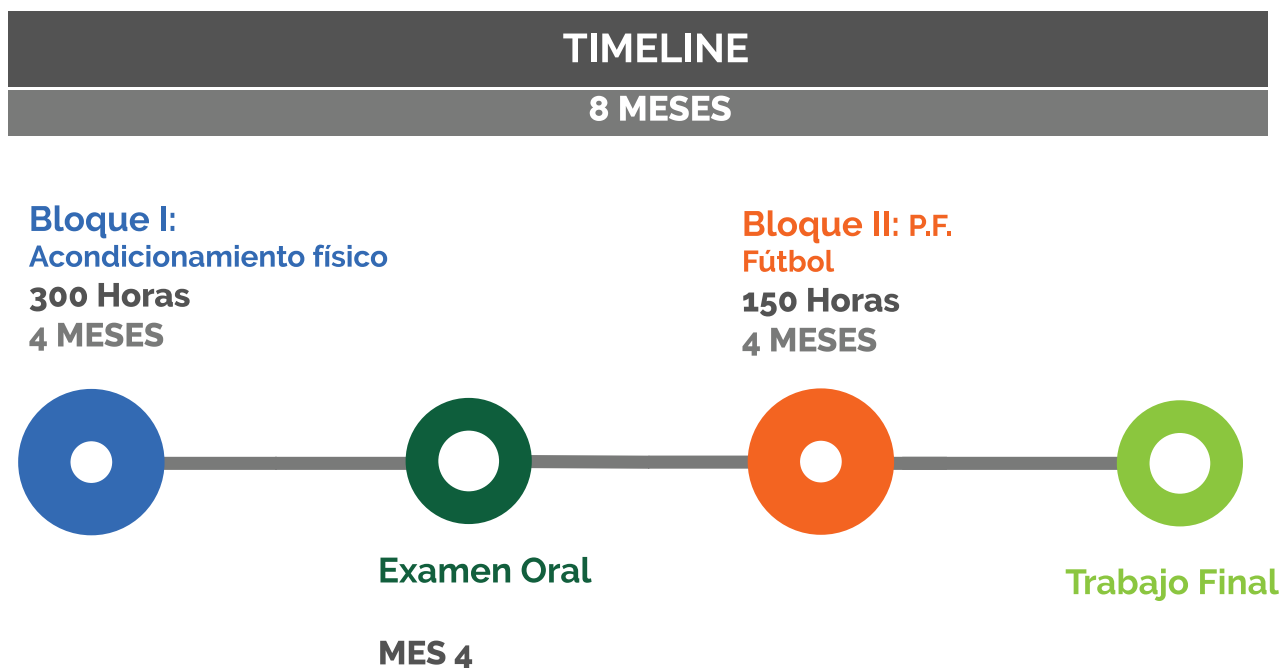 TIMELINE
8 MESES
Bloque I:
Acondicionamiento físico
300 Horas
4 MESES
Bloque II: P.F.
Fútbol
150 Horas
4 MESES
Examen Oral
MES 4
Trabajo Final